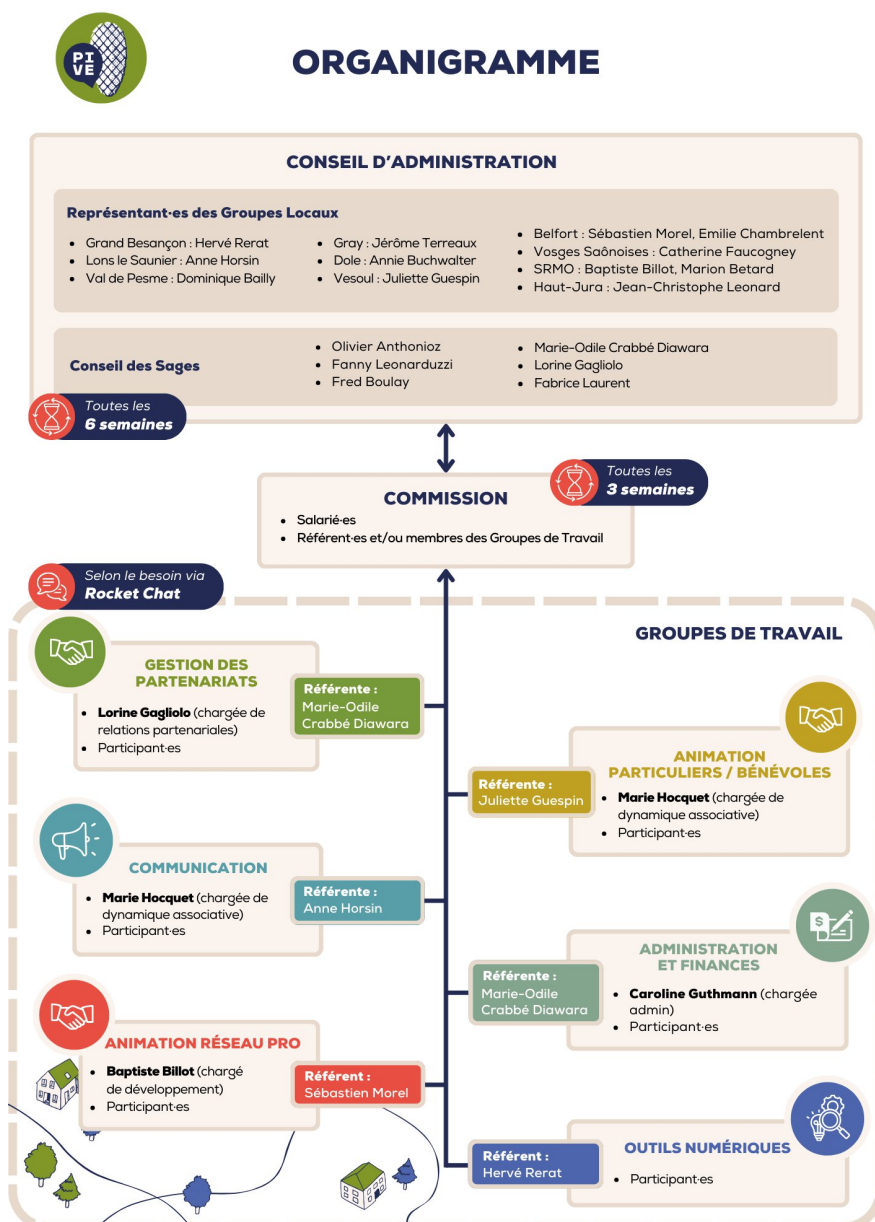 PI
VE
ORGANIGRAMME
CONSEIL D'ADMINISTRATION
Représentant·es des Groupes Locaux
• Grand Besançon : Hervé Rerat
• Lons le Saunier : Anne Horsin
• Val de Pesme : Dominique Bailly
• Gray : Jérôme Terreaux
• Dole : Annie Buchwalter
• Vesoul : Juliette Guespin
• Belfort : Sébastien Morel, Emilie Chambrelent
• Vosges Saônoises : Catherine Faucogney
• SRMO : Baptiste Billot, Marion Betard
• Haut-Jura : Jean-Christophe Leonard
Conseil des Sages
• Olivier Anthonioz
• Fanny Leonarduzzi
• Fred Boulay
• Marie-Odile Crabbé Diawara
• Lorine Gagliolo
• Fabrice Laurent
Toutes les
6 semaines
Toutes les
3 semaines
COMMISSION
• Salarié·es
• Référent·es et/ou membres des Groupes de Travail
Selon le besoin via
Rocket Chat
GROUPES DE TRAVAIL
GESTION DES
PARTENARIATS
• Lorine Gagliolo (chargée de
relations partenariales)
• Participant·es
Référente :
Marie-Odile
Crabbé Diawara
ANIMATION
PARTICULIERS / BÉNÉVOLES
• Marie Hocquet (chargée de
dynamique associative)
• Participant·es
Référente :
Juliette Guespin
COMMUNICATION
• Marie Hocquet (chargée de
dynamique associative)
• Participant·es
Référente :
Anne Horsin
ADMINISTRATION
ET FINANCES
• Caroline Guthmann (chargée
admin)
• Participant·es
Référente :
Marie-Odile
Crabbé Diawara
$
ANIMATION RÉSEAU PRO
• Baptiste Billot (chargé
de développement)
• Participant·es
Référent :
Sébastien Morel
OUTILS NUMÉRIQUES
• Participant·es
Référent :
Hervé Rerat